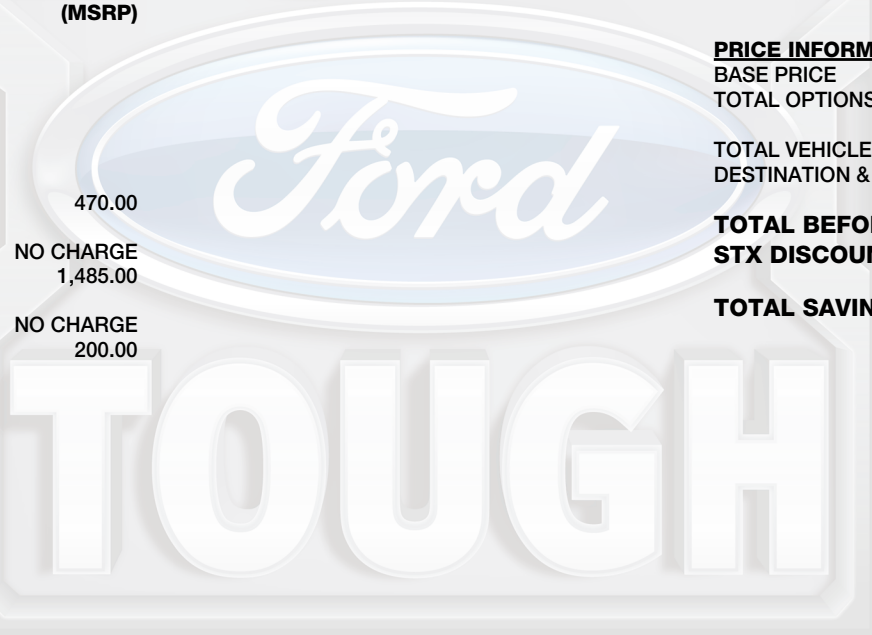 (MSRP)
470.00
NO CHARGE
1,485.00
NO CHARGE
200.00
PRICE INFORM
BASE PRICE
TOTAL OPTIONS
TOTAL VEHICLE
DESTINATION &
TOTAL BEFO
STX DISCOUN
TOTAL SAVIN
Ford
TOUGH